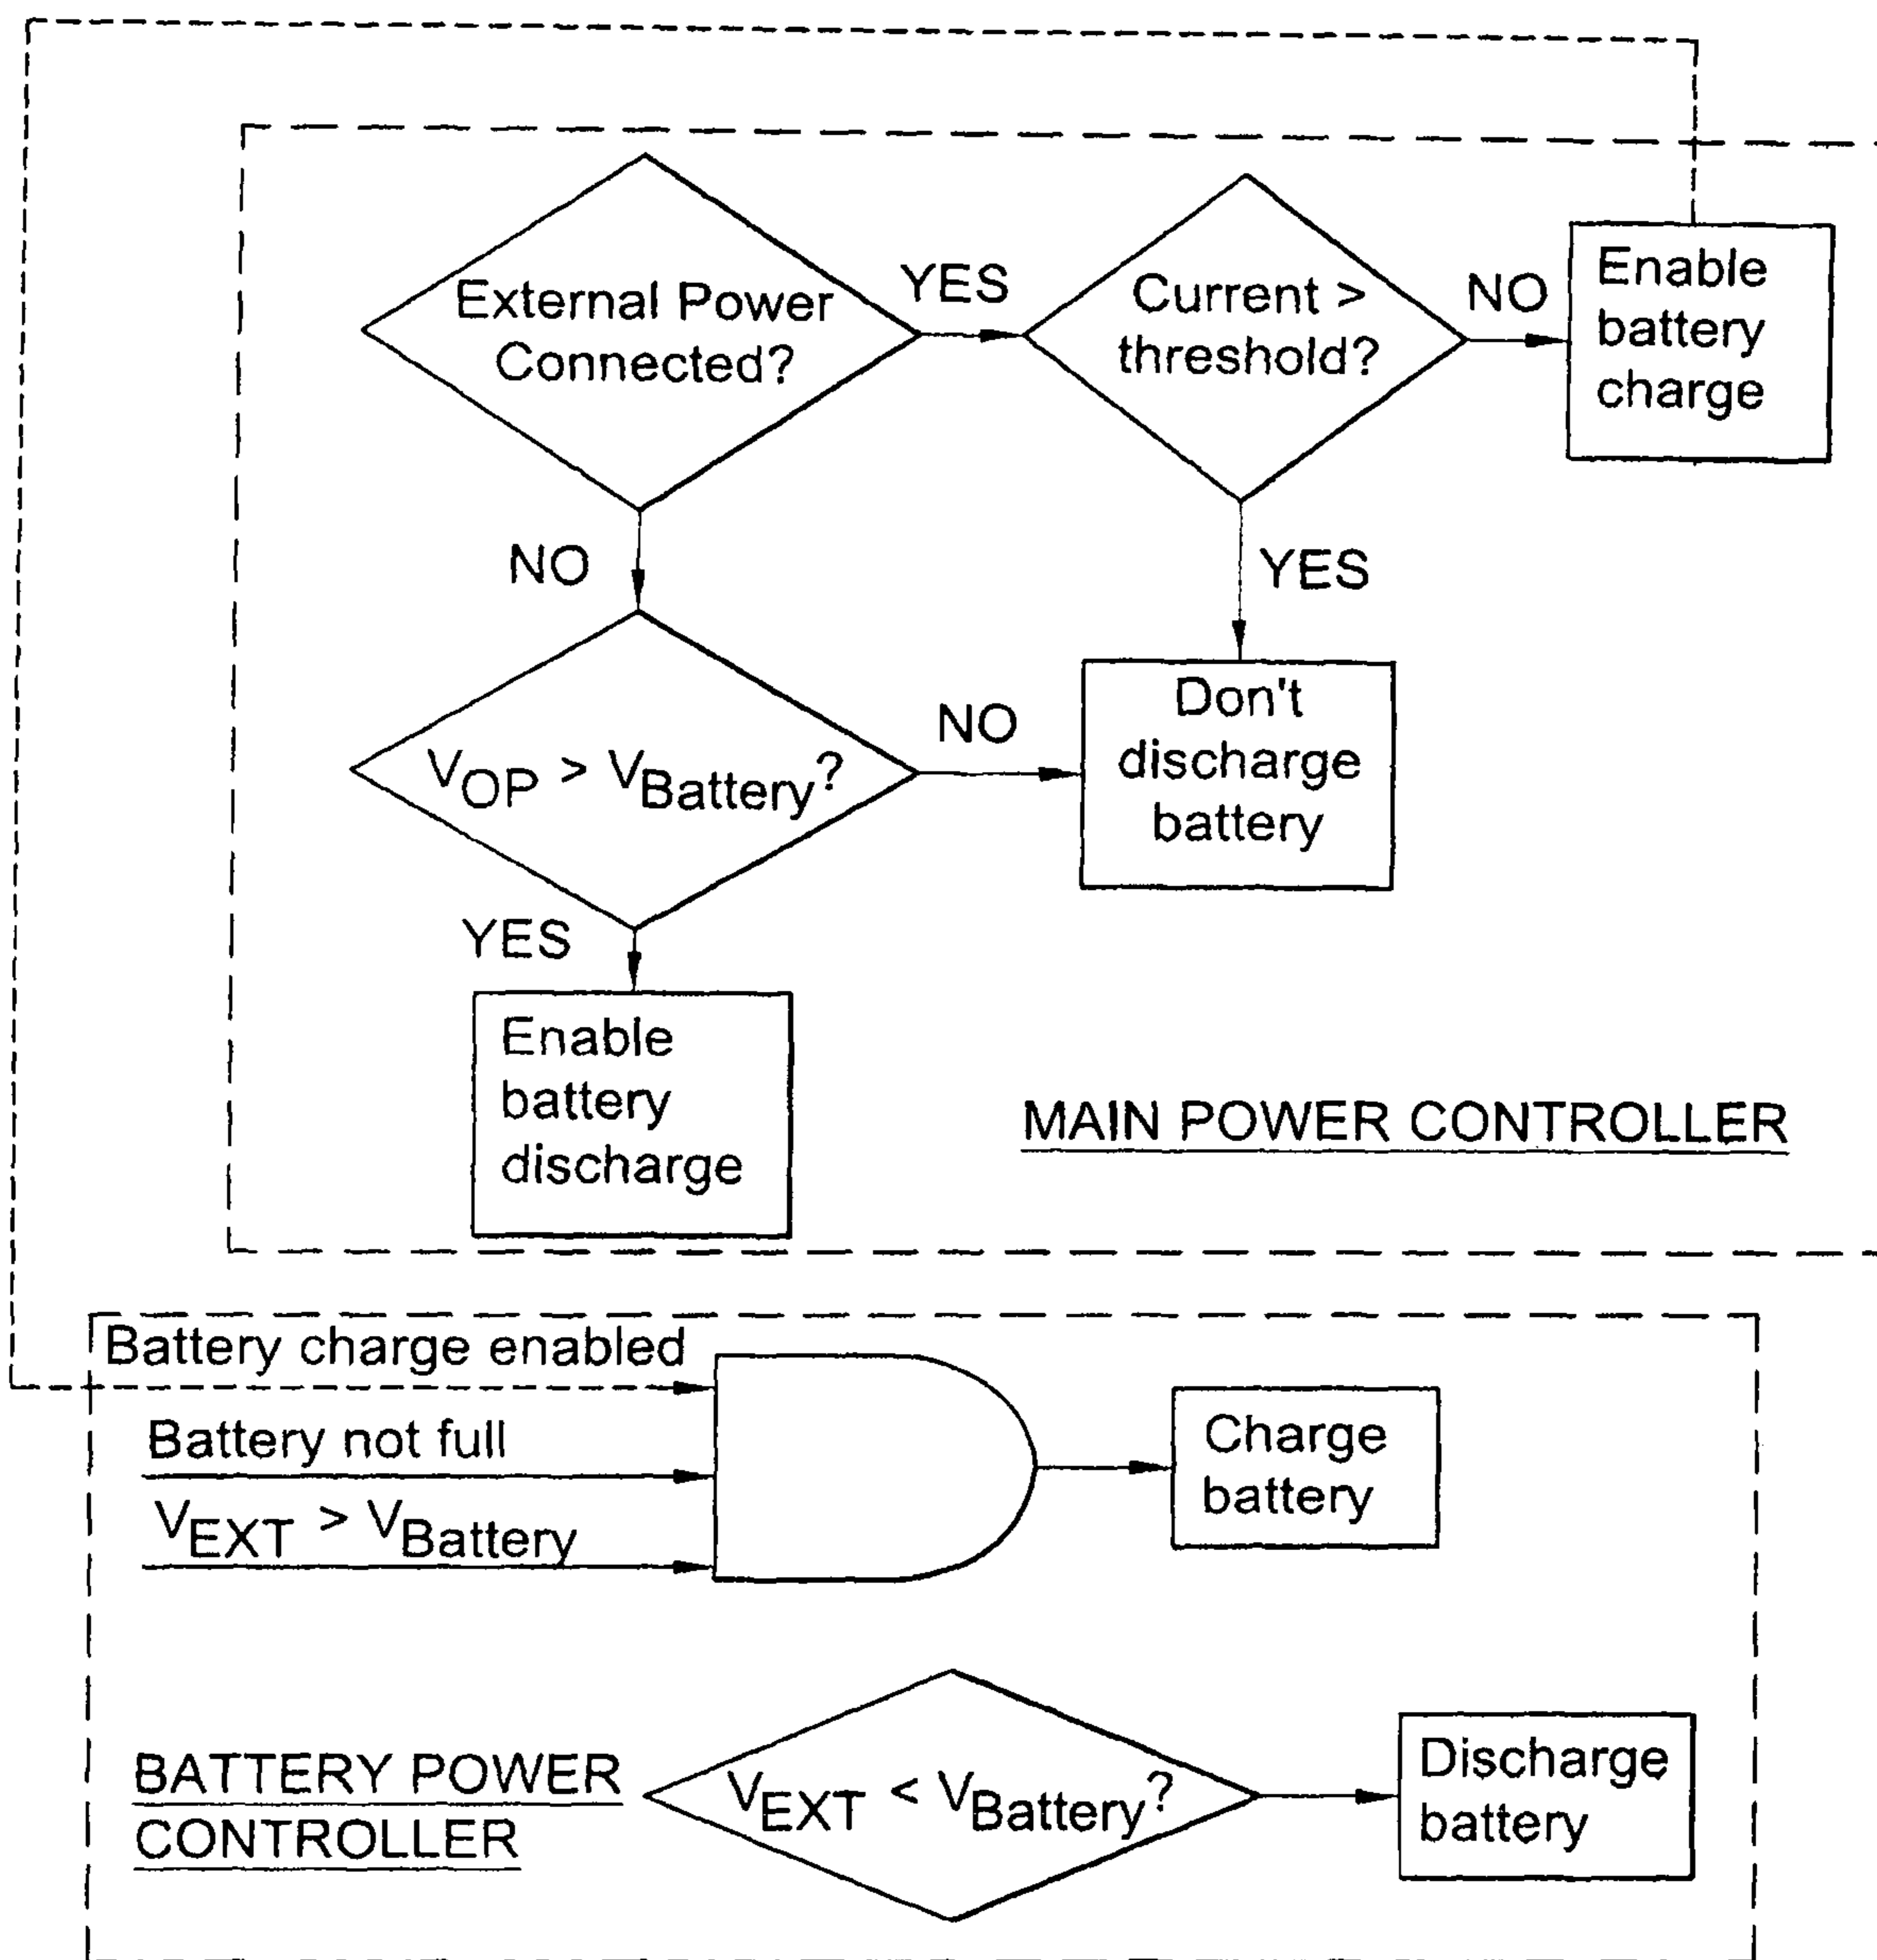 External Power
Connected?
YES
Current >
threshold?
NO
Enable
battery
charge
NO
YES
VOP > VBattery?
NO
Don't
discharge
battery
YES
Enable
battery
discharge
MAIN POWER CONTROLLER
Battery charge enabled
Battery not full
VEXT > VBattery
Charge
battery
BATTERY POWER
CONTROLLER
VEXT < VBattery?
Discharge
battery